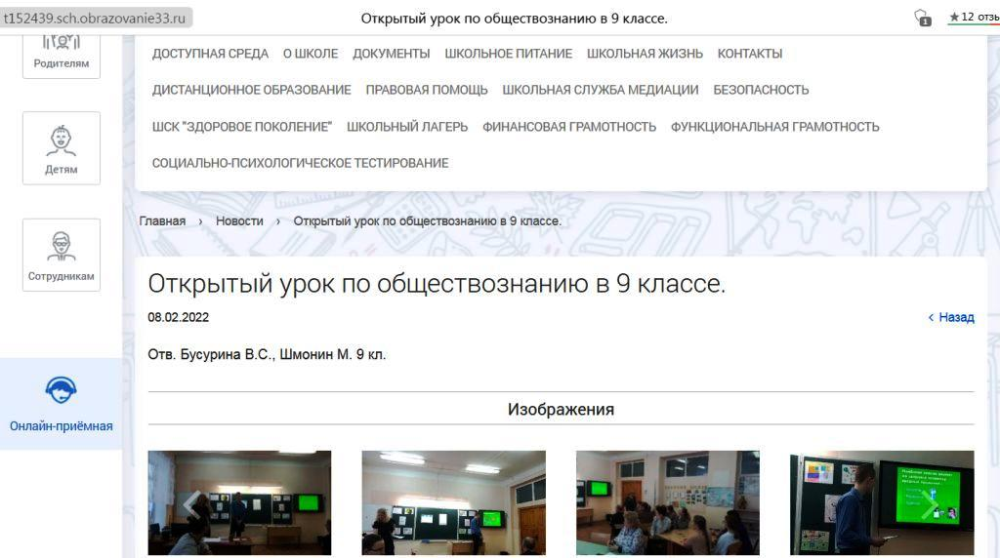 t152439.sch.obrazovanie33.ru
Открытый урок по обществознанию в 9 классе.
1
★12 отзы
Родителям
ДОСТУПНАЯ СРЕДА О ШКОЛЕ ДОКУМЕНТЫ ШКОЛЬНОЕ ПИТАНИЕ ШКОЛЬНАЯ ЖИЗНЬ КОНТАКТЫ
ДИСТАНЦИОННОЕ ОБРАЗОВАНИЕ ПРАВОВАЯ ПОМОЩЬ ШКОЛЬНАЯ СЛУЖБА МЕДИАЦИИ БЕЗОПАСНОСТЬ
ШСК "ЗДОРОВОЕ ПОКОЛЕНИЕ" ШКОЛЬНЫЙ ЛАГЕРЬ ФИНАНСОВАЯ ГРАМОТНОСТЬ ФУНКЦИОНАЛЬНАЯ ГРАМОТНОСТЬ
СОЦИАЛЬНО-ПСИХОЛОГИЧЕСКОЕ ТЕСТИРОВАНИЕ
Детям
Сотрудникам
Онлайн-приёмная
Главная › Новости › Открытый урок по обществознанию в 9 классе.
Открытый урок по обществознанию в 9 классе.
08.02.2022
‹ Назад
Отв. Бусурина В.С., Шмонин М. 9 кл.
Изображения